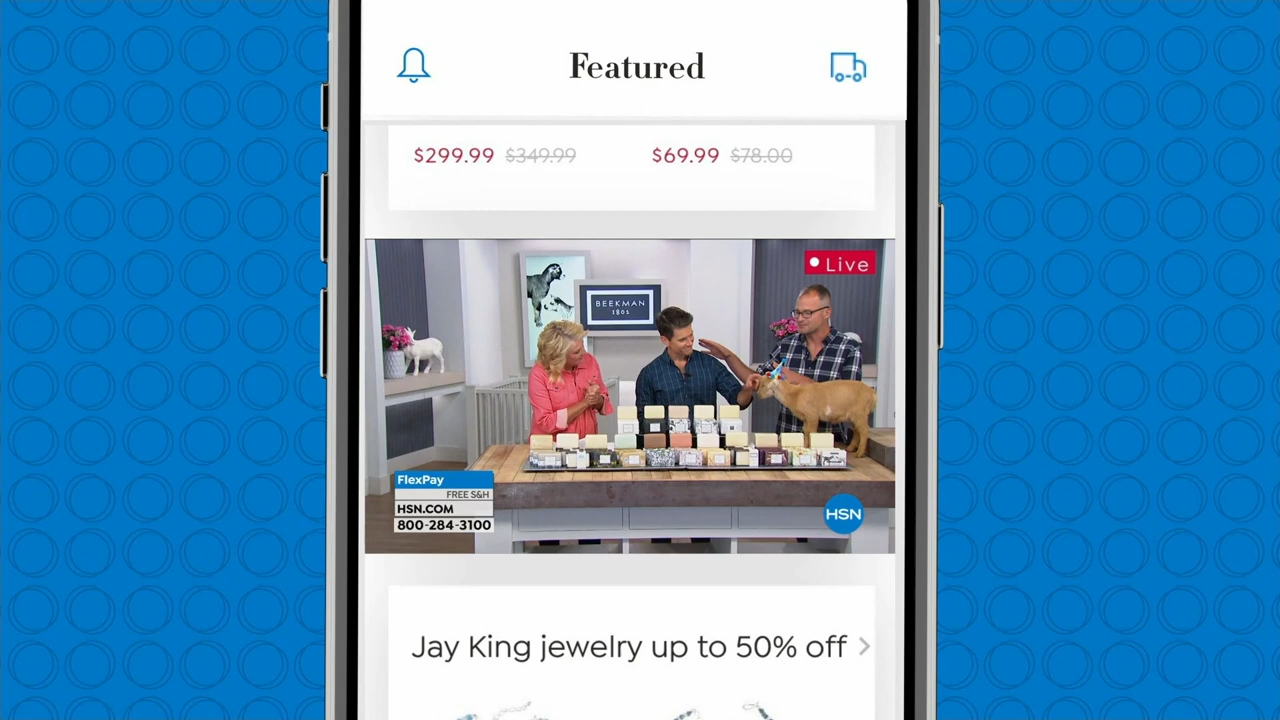 Featured
$299.99 $349.99 $69.99 $78.00
Live
BEEKMAN
1802
FlexPay
FREE S&H
HSN.COM
800-284-3100
HSN
Jay King jewelry up to 50% off